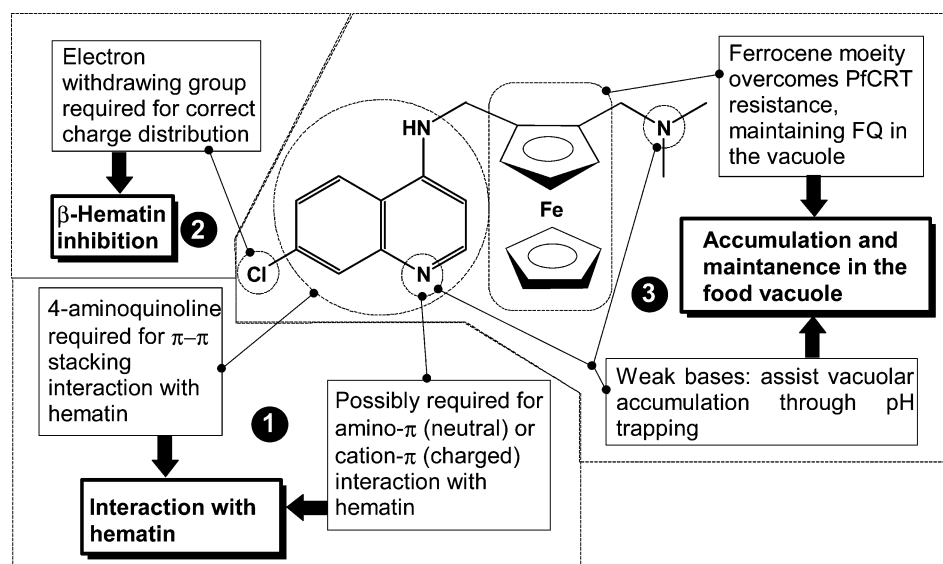 Electron
withdrawing group
required for correct
charge distribution
β-Hematin
inhibition
2
Cl
HN
N
Fe
N
Ferrocene moeity
overcomes PfCRT
resistance,
maintaining FQ in
the vacuole
Accumulation and
maintanence in the
food vacuole
3
Weak bases: assist vacuolar
accumulation through pH
trapping
4-aminoquinoline
required for π–π
stacking
interaction with
hematin
1
Possibly required for
amino-π (neutral) or
cation-π (charged)
interaction with
hematin
Interaction with
hematin